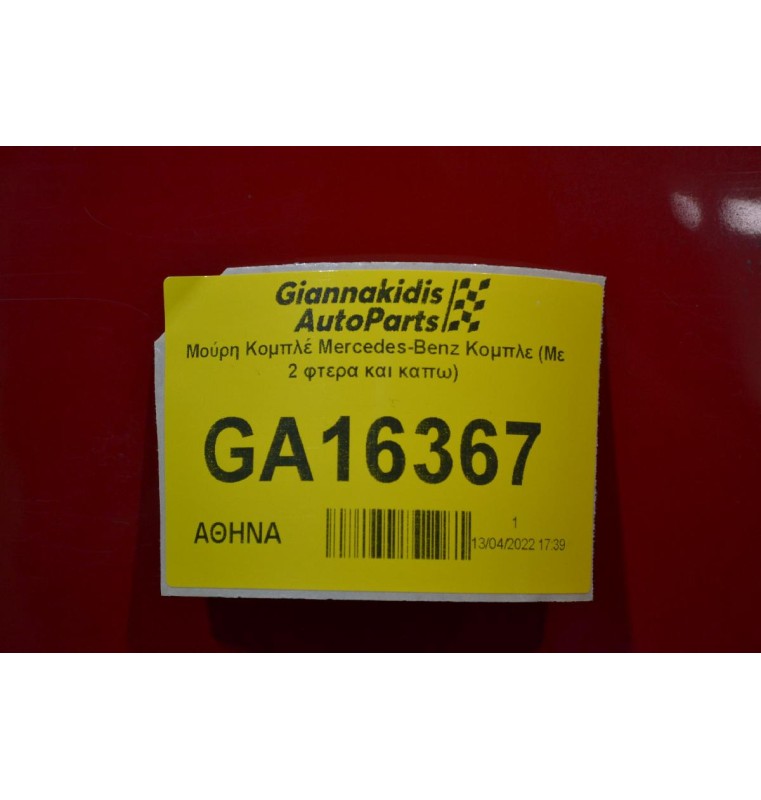 Giannakidis
AutoParts
Μούρη Κομπλέ Mercedes-Benz Κομπλε (Με
2 φτερα και καπω)
GA16367
ΑΘΗΝΑ
1
13/04/2022 17:39